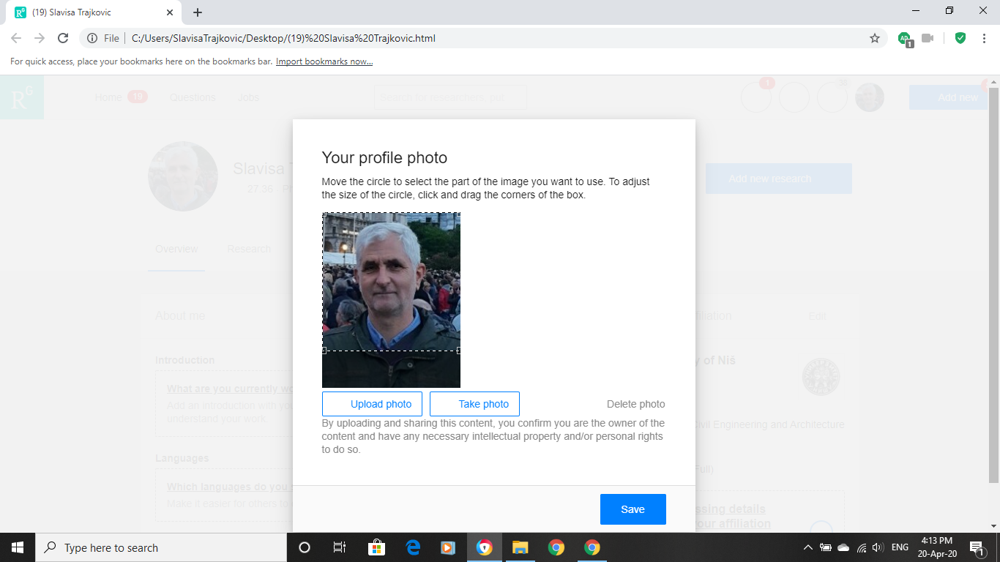 (19) Slavisa Trajkovic
File
C:/Users/SlavisaTrajkovic/Desktop/(19)%20Slavisa%20Trajkovic.html
1
For quick access, place your bookmarks here on the bookmarks bar. Import bookmarks now...
RG
Home 19 Questions Jobs
Search for researchers, pub
1
Add new
Slavisa
27.36
Add new research
Overview Research
Your profile photo
Move the circle to select the part of the image you want to use. To adjust
the size of the circle, click and drag the corners of the box.
Upload photo Take photo Delete photo
By uploading and sharing this content, you confirm you are the owner of the
content and have any necessary intellectual property and/or personal rights
to do so.
Save
About me
Introduction
What are you currently
Add an introduction with
understand your work.
Languages
Which languages do you
Make it easier for others to
Edit
of Niš
Engineering and Architecture
details
your affiliation
Type here to search
ENG
4:13 PM
20-Apr-20
1